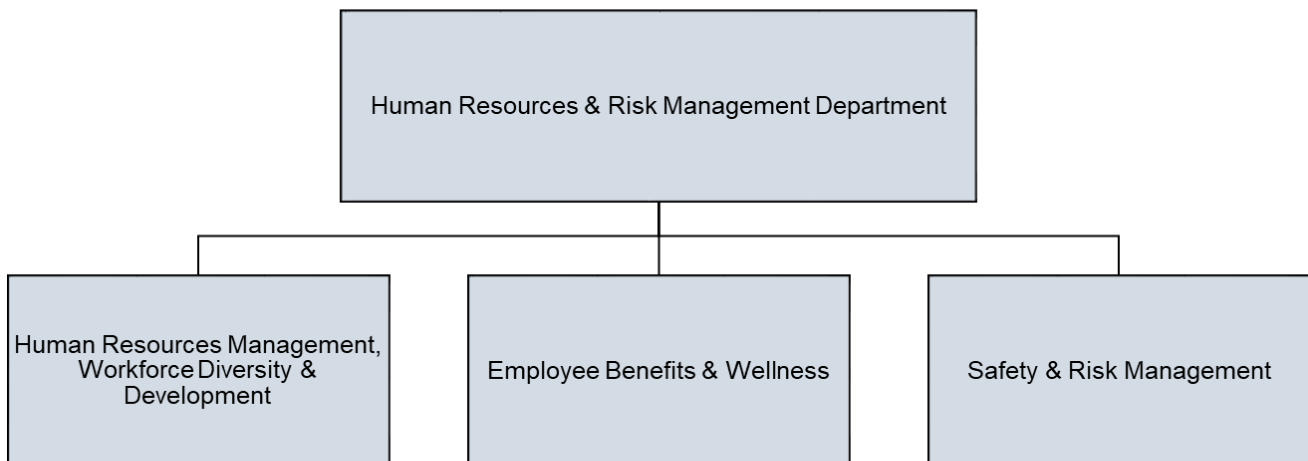 Human Resources & Risk Management Department
Human Resources Management,
Workforce Diversity &
Development
Employee Benefits & Wellness
Safety & Risk Management